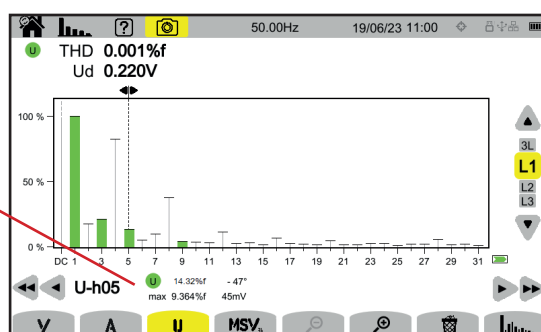 ? 50.00Hz 19/06/23 11:00
U THD 0.001%f
Ud 0.220V
100 %
50 %
0 %
DC 1 3 5 7 9 11 13 15 17 19 21 23 25 27 29 31
3L
L1
L2
L3
U-h05 U 14.32%f - 47°
max 9.364%f 45mV
U